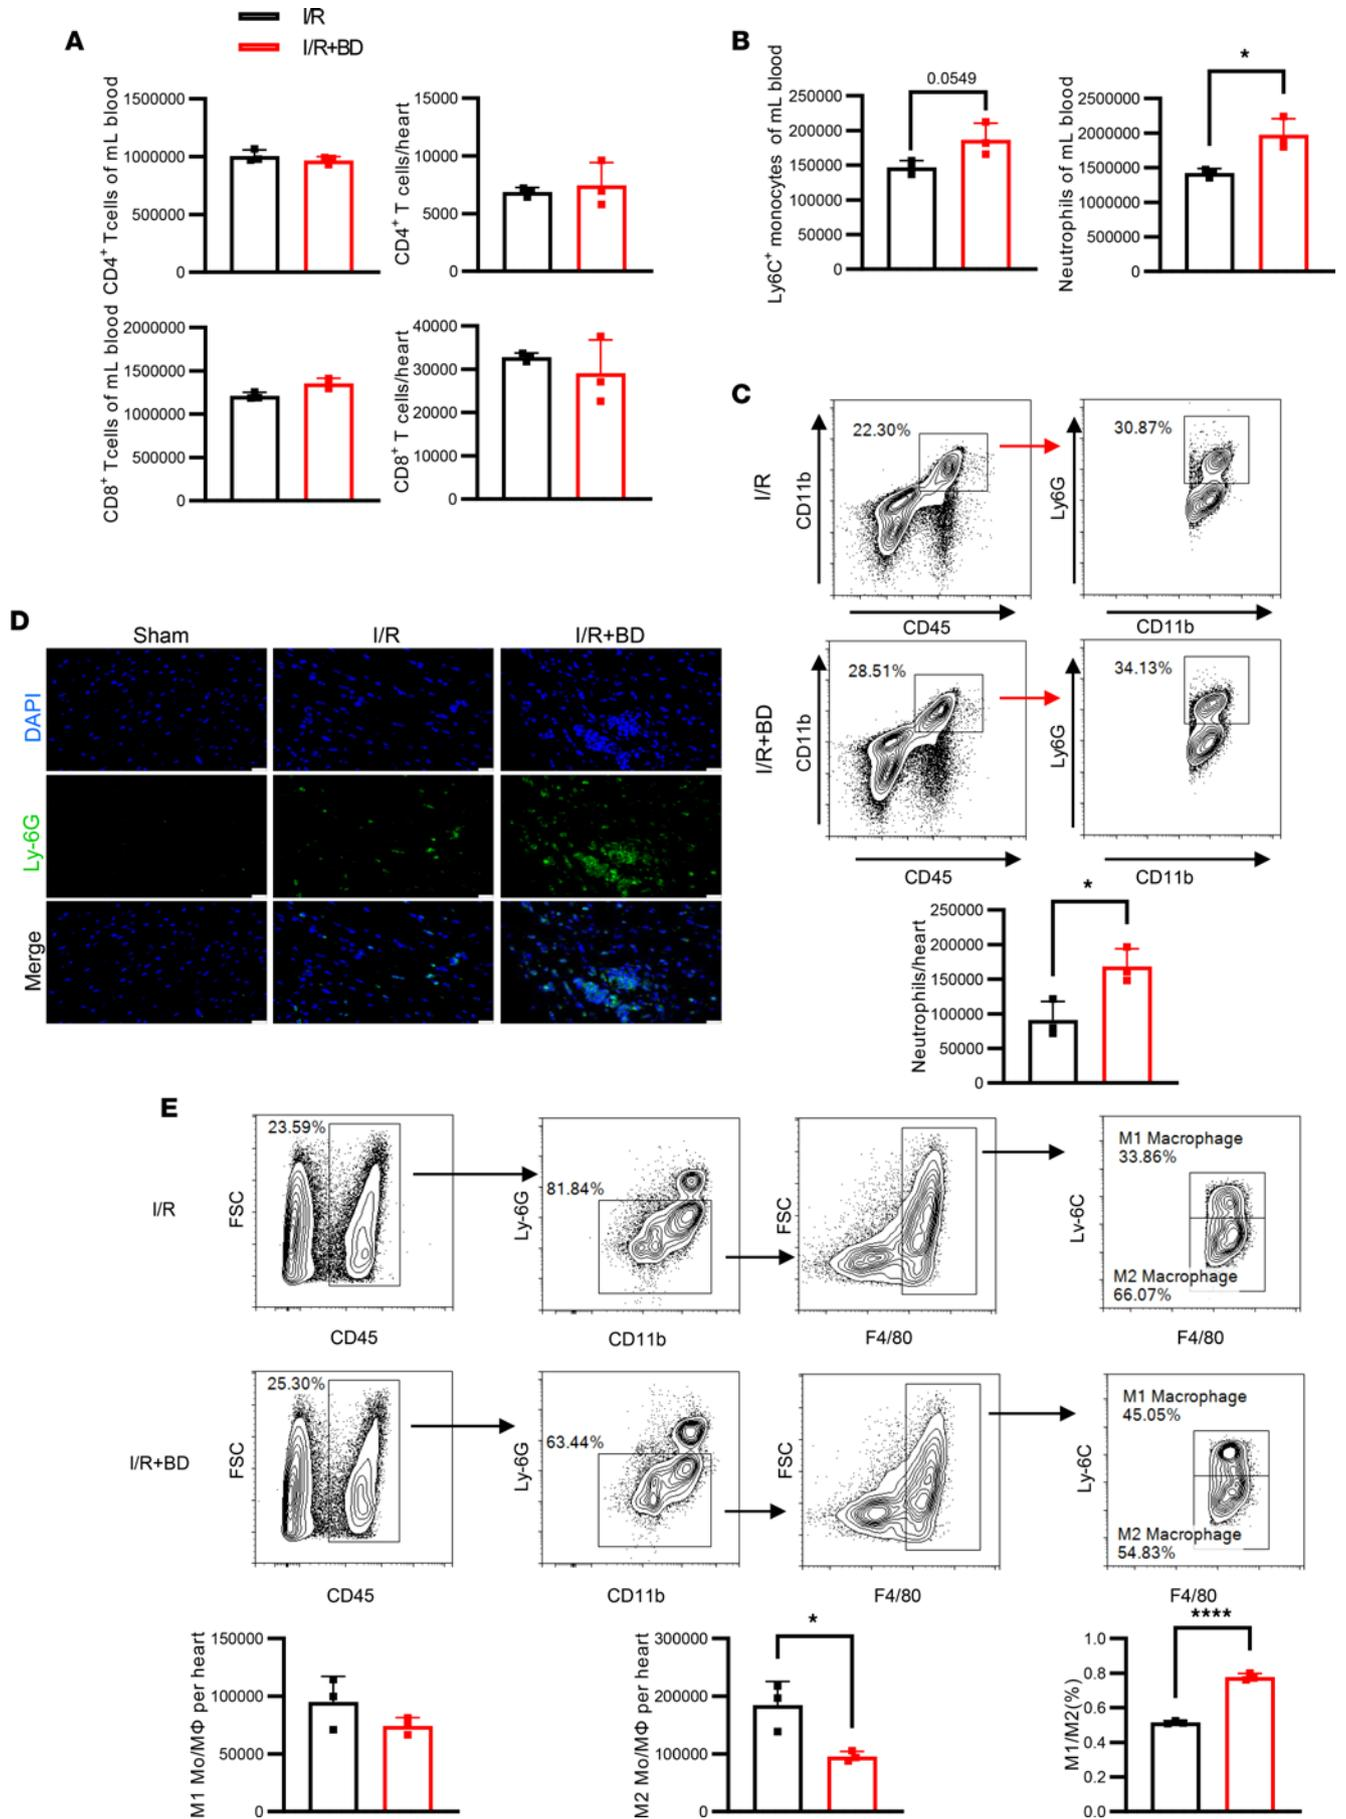 I/R
I/R+BD
A
CD4+ Tcells of mL blood
1500000
1000000
500000
0
CD4+ T cells/heart
15000
10000
5000
0
CD8+ Tcells of mL blood
2000000
1500000
1000000
500000
0
CD8+ T cells/heart
40000
30000
20000
10000
0
B
Ly6C+ monocytes of mL blood
250000
200000
150000
100000
50000
0
0.0549
Neutrophils of mL blood
2500000
2000000
1500000
1000000
500000
0
*
C
I/R
22.30%
CD11b
CD45
30.87%
Ly6G
CD11b
I/R+BD
28.51%
CD11b
CD45
34.13%
Ly6G
CD11b
Neutrophils/heart
250000
200000
150000
100000
50000
0
*
D
Sham
I/R
I/R+BD
DAPI
Ly-6G
Merge
E
I/R
23.59%
FSC
CD45
81.84%
Ly-6G
CD11b
FSC
F4/80
M1 Macrophage
33.86%
Lv-6C
M2 Macrophage
66.07%
F4/80
I/R+BD
25.30%
FSC
CD45
63.44%
Ly-6G
CD11b
FSC
F4/80
M1 Macrophage
45.05%
Ly-6C
M2 Macrophage
54.83%
F4/80
M1 Mo/MΦ per heart
150000
100000
50000
0
M2 Mo/MΦ per heart
300000
200000
100000
0
*
M1/M2(%)
1.0
0.8
0.6
0.4
0.2
0.0
****